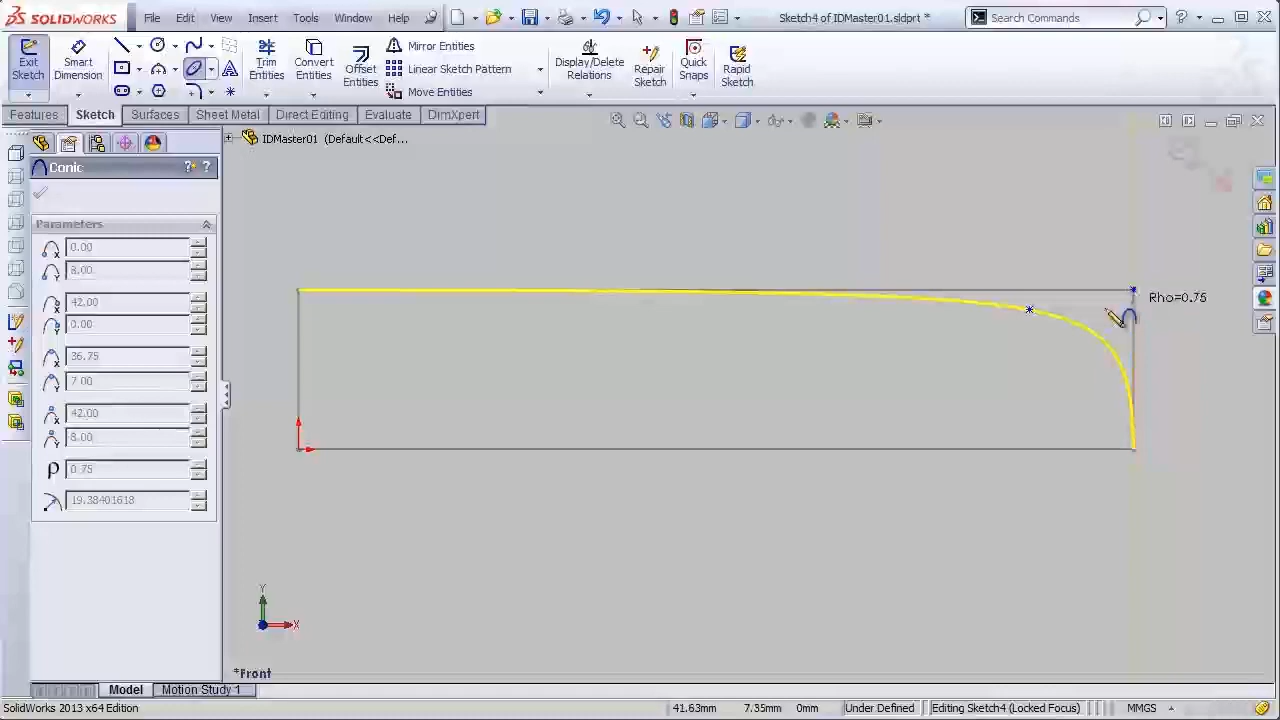 SOLIDWORKS File Edit View Insert Tools Window Help Sketch4 of IDMaster01.sldprt * Search Commands
Exit Sketch
Smart Dimension
Trim Entities
Convert Entities
Offset Entities
Mirror Entities
Linear Sketch Pattern
Move Entities
Display/Delete Relations
Repair Sketch
Quick Snaps
Rapid Sketch
Features Sketch Surfaces Sheet Metal Direct Editing Evaluate DimXpert
IDMaster01 (Default<<Def...
Conic
Parameters
0.00
8.00
42.00
0.00
36.75
7.00
42.00
8.00
ρ 0.75
19.38401618
Rho=0.75
Y
X
*Front
Model Motion Study 1
SolidWorks 2013 x64 Edition 41.63mm 7.35mm 0mm Under Defined Editing Sketch4 (Locked Focus) MMGS